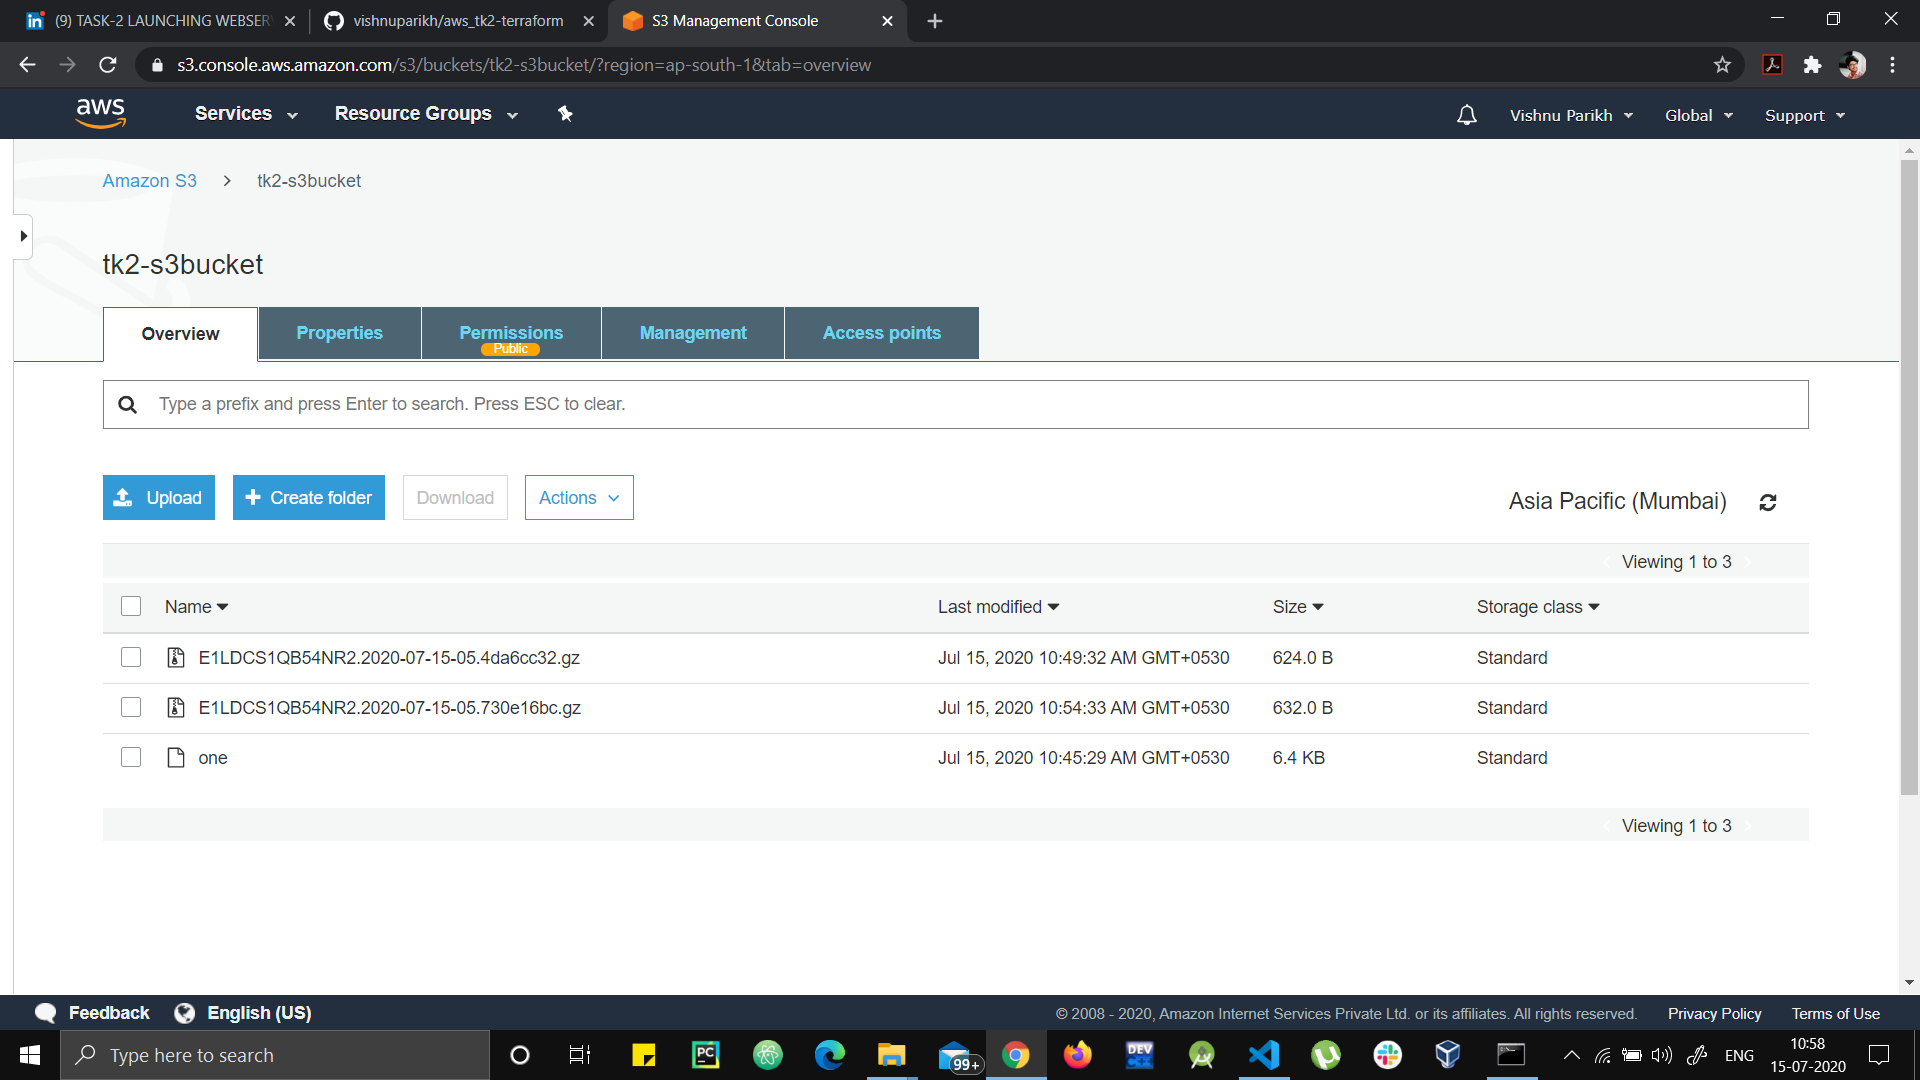 (9) TASK-2 LAUNCHING WEBSER
vishnuparikh/aws_tk2-terraform
S3 Management Console
s3.console.aws.amazon.com/s3/buckets/tk2-s3bucket/?region=ap-south-1&tab=overview
aws
Services
Resource Groups
Vishnu Parikh
Global
Support
Amazon S3
tk2-s3bucket
tk2-s3bucket
Overview
Properties
Permissions
Public
Management
Access points
Type a prefix and press Enter to search. Press ESC to clear.
Upload
Create folder
Download
Actions
Asia Pacific (Mumbai)
Viewing 1 to 3
Name Last modified Size Storage class
E1LDCS1QB54NR2.2020-07-15-05.4da6cc32.gz Jul 15, 2020 10:49:32 AM GMT+0530 624.0 B Standard
E1LDCS1QB54NR2.2020-07-15-05.730e16bc.gz Jul 15, 2020 10:54:33 AM GMT+0530 632.0 B Standard
one Jul 15, 2020 10:45:29 AM GMT+0530 6.4 KB Standard
Viewing 1 to 3
Feedback
English (US)
© 2008 - 2020, Amazon Internet Services Private Ltd. or its affiliates. All rights reserved.
Privacy Policy
Terms of Use
Type here to search
PC
99+
DEV
ENG
10:58
15-07-2020